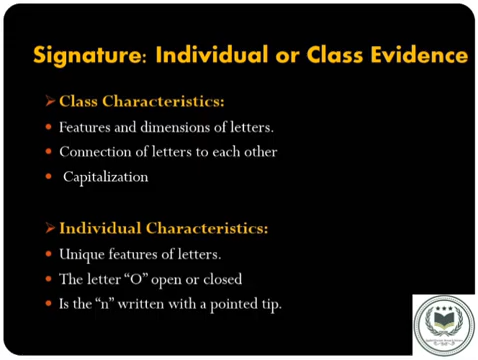 Signature: Individual or Class Evidence
Class Characteristics:
Features and dimensions of letters.
Connection of letters to each other
Capitalization
Individual Characteristics:
Unique features of letters.
The letter “O” open or closed
Is the “n” written with a pointed tip.